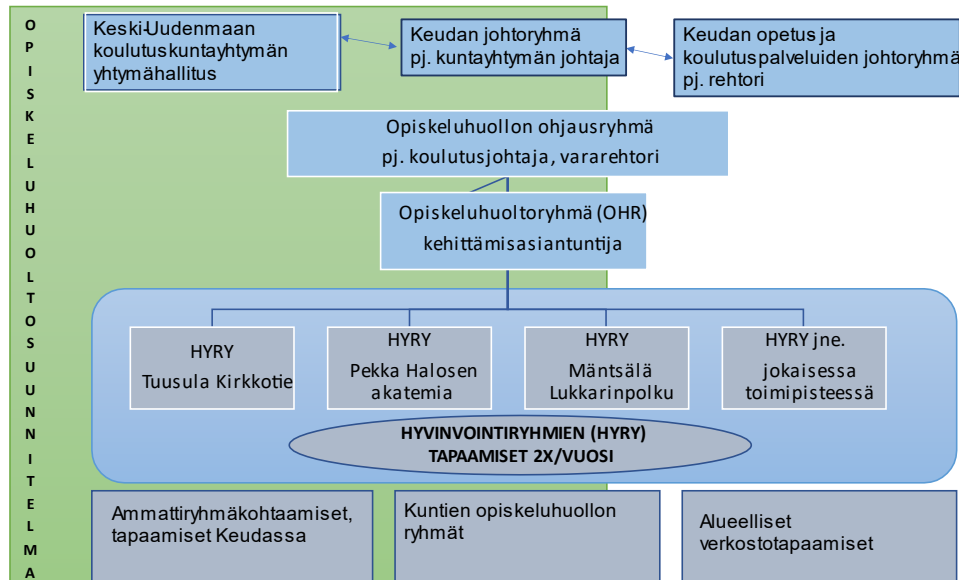 OPISKELUHUOLTOSUUNNITELMA
Keski-Uudenmaan
koulutuskuntayhtymän
yhtymähallitus
Keudan johtoryhmä
pj. kuntayhtymän johtaja
Keudan opetus ja
koulutuspalveluiden johtoryhmä
pj. rehtori
Opiskeluhuollon ohjausryhmä
pj. koulutusjohtaja, vararehtori
Opiskeluhuoltoryhmä (OHR)
kehittämisasiantuntija
HYRY
Tuusula Kirkkotie
HYRY
Pekka Halosen
akatemia
HYRY
Mäntsälä
Lukkarinpolku
HYRY jne.
jokaisessa
toimipisteessä
HYVINVOINTIRYHMIEN (HYRY)
TAPAAMISET 2X/VUOSI
Ammattiryhmäkohtaamiset,
tapaamiset Keudassa
Kuntien opiskeluhuollon
ryhmät
Alueelliset
verkostotapaamiset